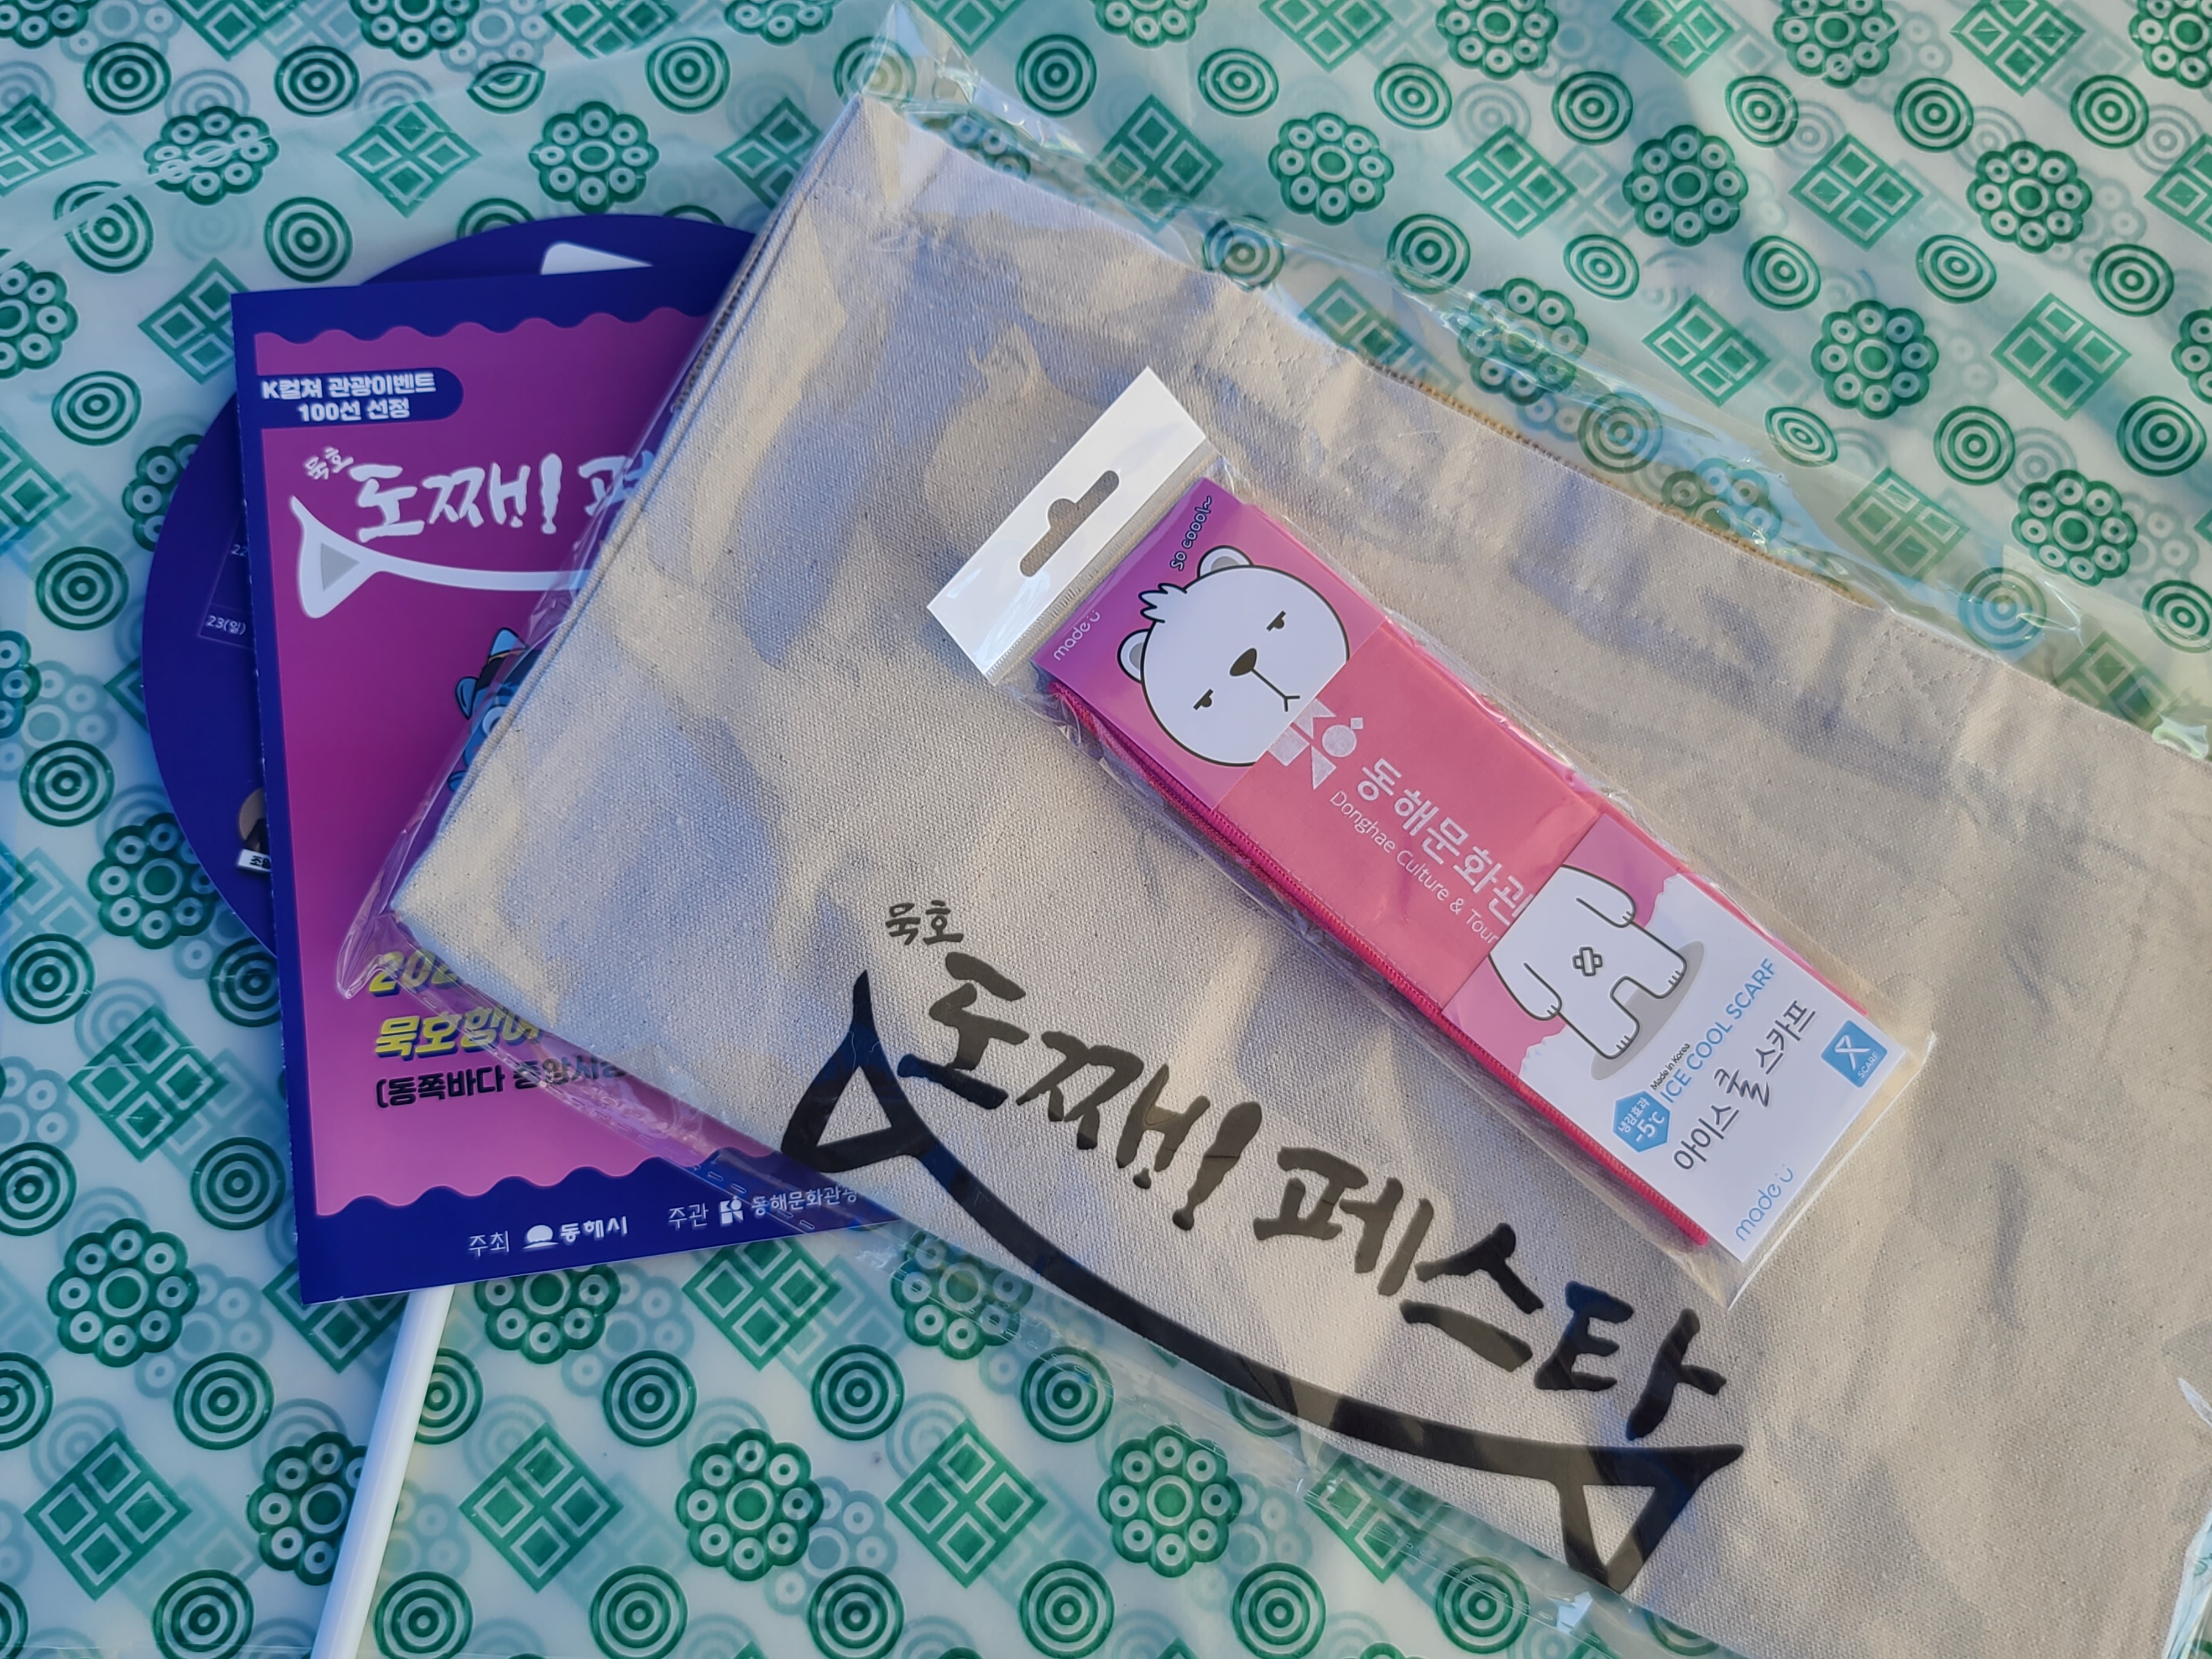 K컬쳐 관광이벤트
100선 선정
묵호
도째비 페
23(일)
202
묵호항
(동쪽바다 중앙시장
주최 동해시 주관 동해문화관광
so coool~
made U
동해문화관
Donghae Culture & Tour
Made in Korea
ICE COOL SCARF
냉감효과
-5℃
아이스 쿨 스카프
SCARF
made U
묵호
도째비 페스타